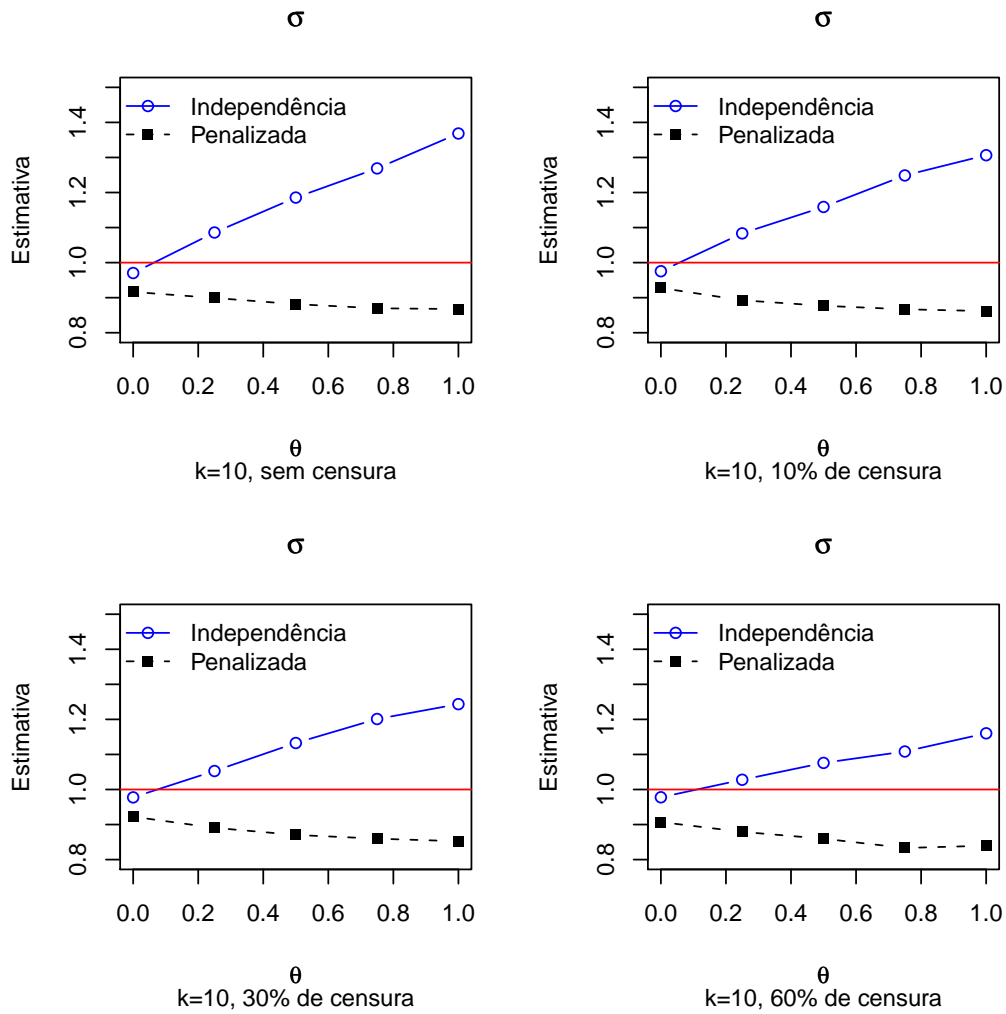 σ
Independência
Penalizada
Estimativa
0.8 1.0 1.2 1.4
0.0 0.2 0.4 0.6 0.8 1.0
θ
k=10, sem censura
σ
Independência
Penalizada
Estimativa
0.8 1.0 1.2 1.4
0.0 0.2 0.4 0.6 0.8 1.0
θ
k=10, 10% de censura
σ
Independência
Penalizada
Estimativa
0.8 1.0 1.2 1.4
0.0 0.2 0.4 0.6 0.8 1.0
θ
k=10, 30% de censura
σ
Independência
Penalizada
Estimativa
0.8 1.0 1.2 1.4
0.0 0.2 0.4 0.6 0.8 1.0
θ
k=10, 60% de censura